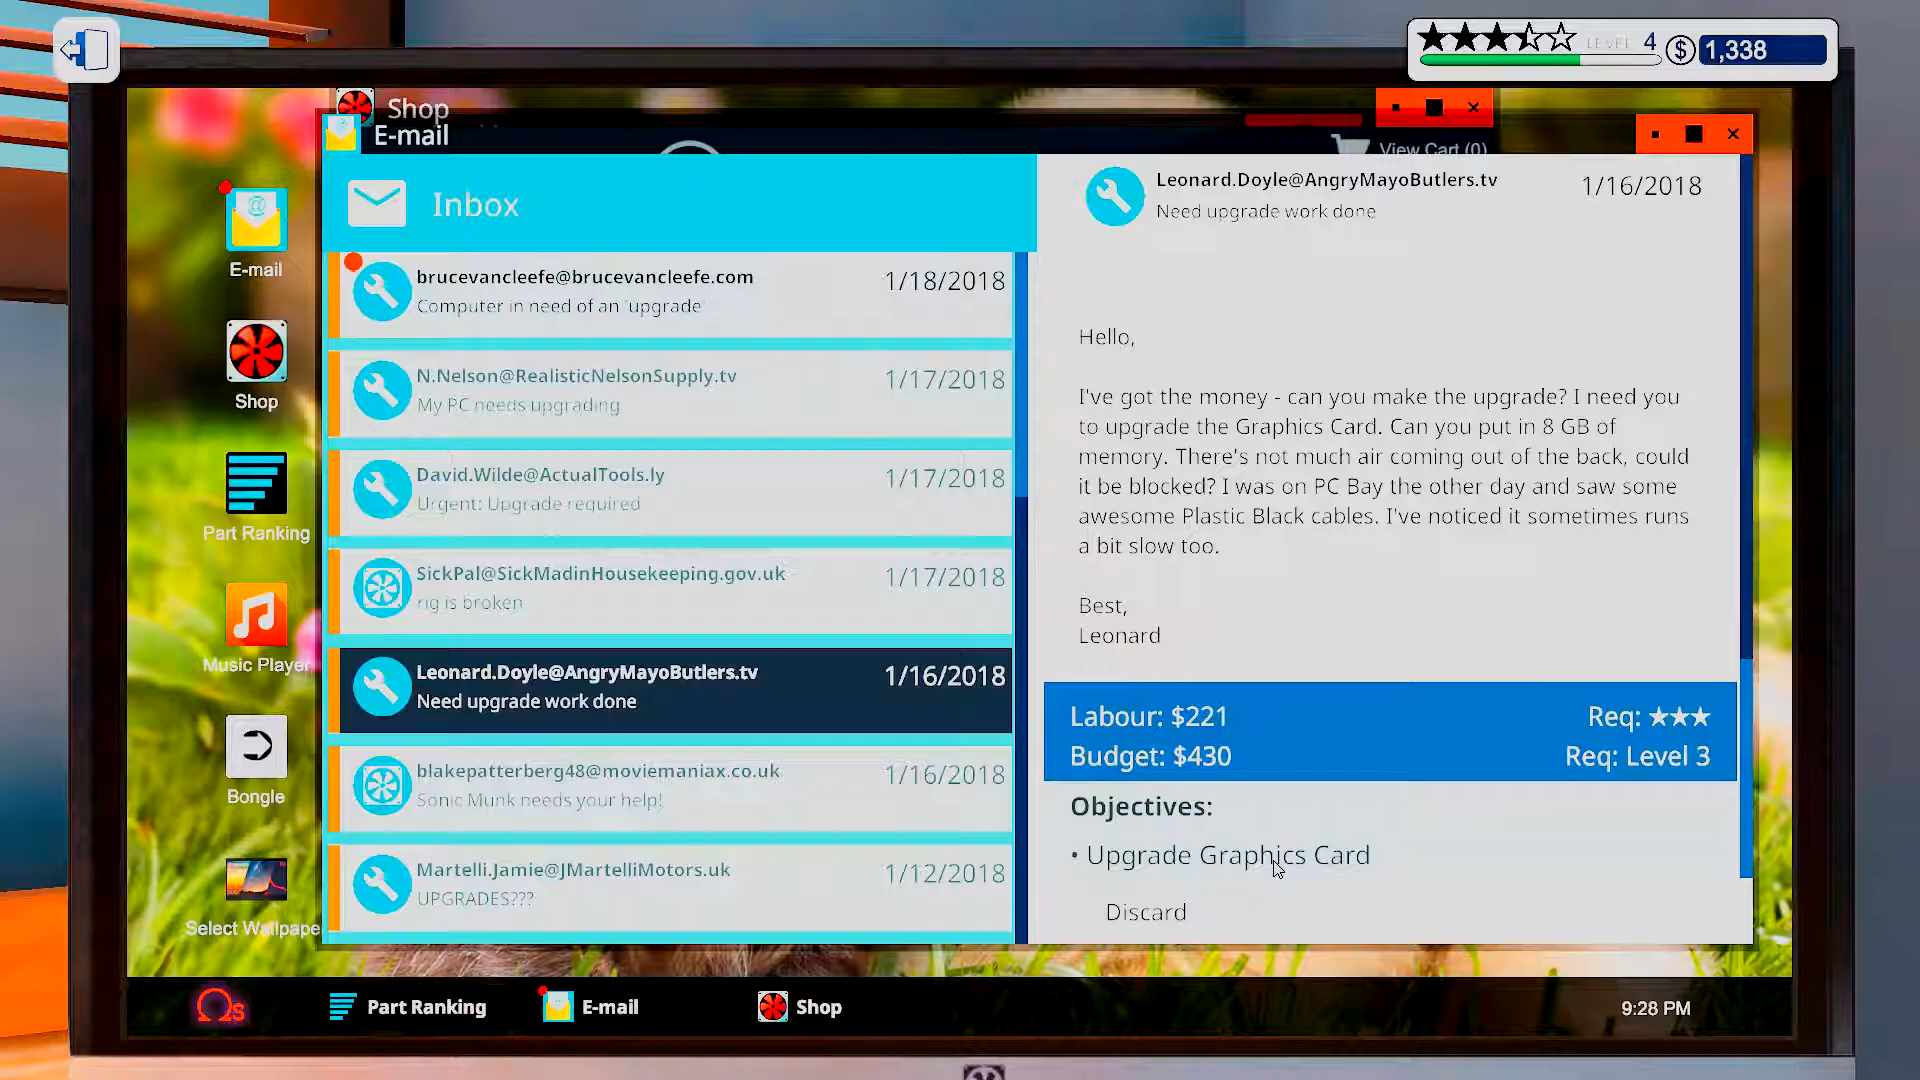 LEVEL 4
$ 1,338
Shop
E-mail
View Cart (0)
Inbox
brucevancleefe@brucevancleefe.com 1/18/2018
Computer in need of an 'upgrade'
N.Nelson@RealisticNelsonSupply.tv 1/17/2018
My PC needs upgrading
David.Wilde@ActualTools.ly 1/17/2018
Urgent: Upgrade required
SickPal@SickMadinHousekeeping.gov.uk 1/17/2018
rig is broken
Leonard.Doyle@AngryMayoButlers.tv 1/16/2018
Need upgrade work done
blakepatterberg48@moviemaniax.co.uk 1/16/2018
Sonic Munk needs your help!
Martelli.Jamie@JMartelliMotors.uk 1/12/2018
UPGRADES???
Leonard.Doyle@AngryMayoButlers.tv 1/16/2018
Need upgrade work done
Hello,
I've got the money - can you make the upgrade? I need you
to upgrade the Graphics Card. Can you put in 8 GB of
memory. There's not much air coming out of the back, could
it be blocked? I was on PC Bay the other day and saw some
awesome Plastic Black cables. I've noticed it sometimes runs
a bit slow too.
Best,
Leonard
Labour: $221 Req: ★★★
Budget: $430 Req: Level 3
Objectives:
• Upgrade Graphics Card
Discard
E-mail
Shop
Part Ranking
Music Player
Bongle
Select Wallpape
Ωs
Part Ranking
E-mail
Shop
9:28 PM